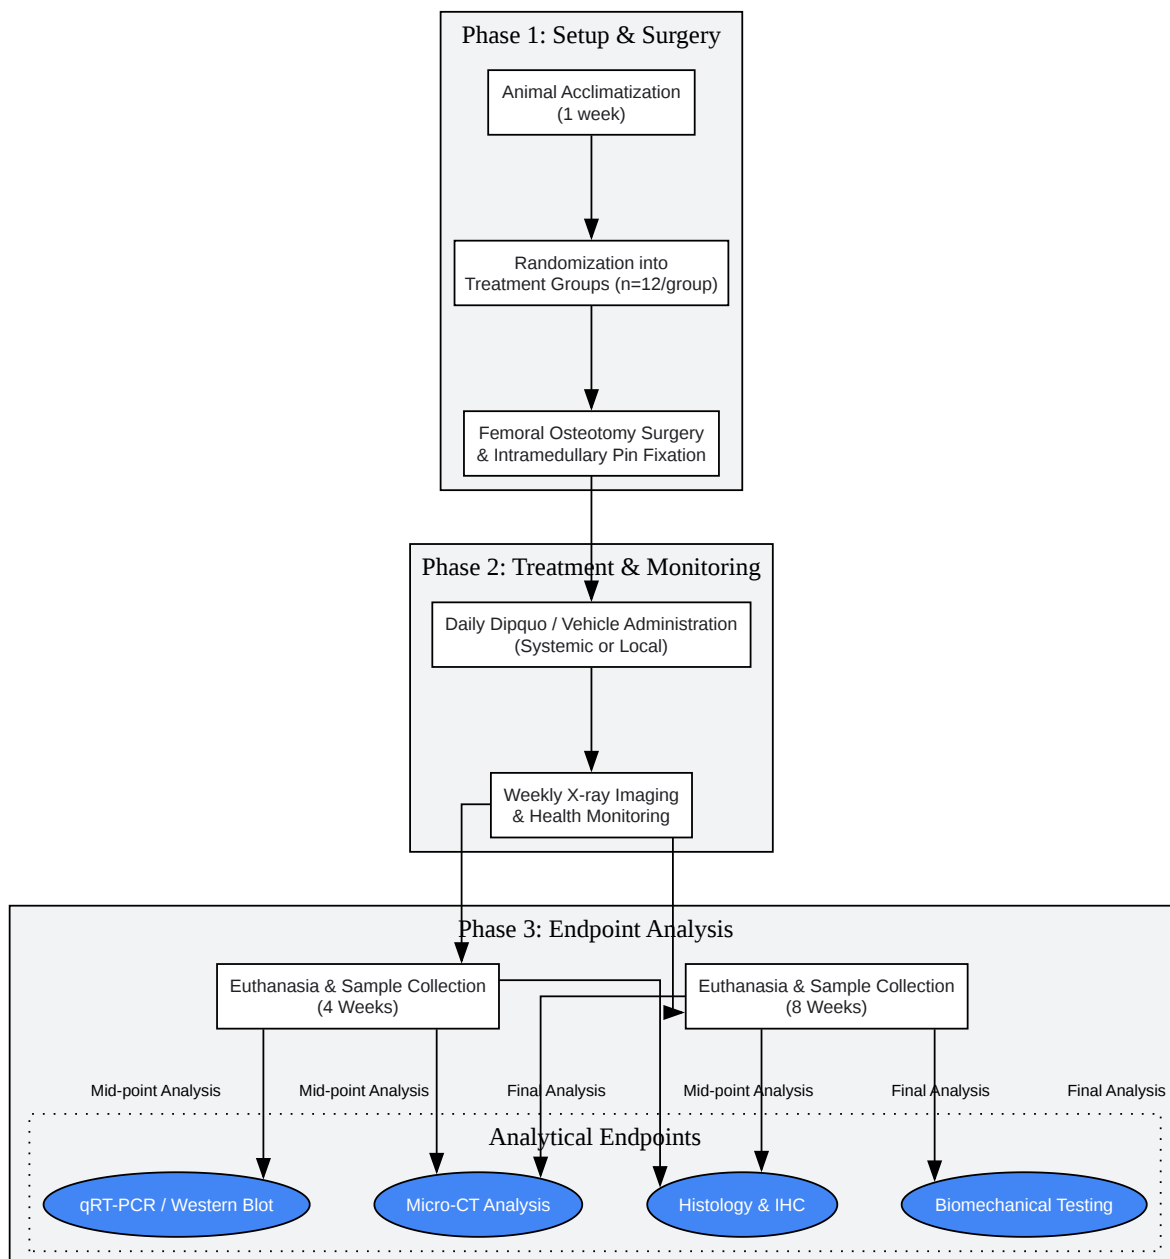 Phase 1: Setup & Surgery
Animal Acclimatization
(1 week)
Randomization into
Treatment Groups (n=12/group)
Femoral Osteotomy Surgery
& Intramedullary Pin Fixation
Phase 2: Treatment & Monitoring
Daily Dipquo / Vehicle Administration
(Systemic or Local)
Weekly X-ray Imaging
& Health Monitoring
Phase 3: Endpoint Analysis
Euthanasia & Sample Collection
(4 Weeks)
Euthanasia & Sample Collection
(8 Weeks)
Mid-point Analysis
Mid-point Analysis
Final Analysis
Mid-point Analysis
Final Analysis
Final Analysis
Analytical Endpoints
qRT-PCR / Western Blot
Micro-CT Analysis
Histology & IHC
Biomechanical Testing